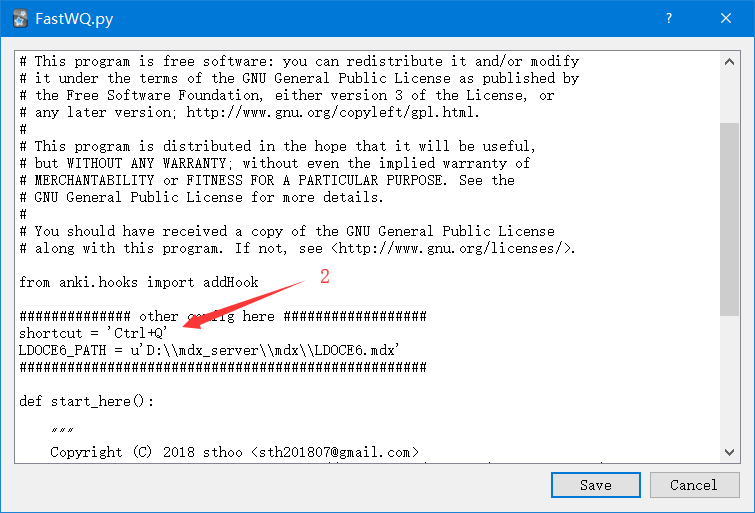 FastWQ.py
# This program is free software: you can redistribute it and/or modify
# it under the terms of the GNU General Public License as published by
# the Free Software Foundation, either version 3 of the License, or
# any later version; http://www.gnu.org/copyleft/gpl.html.
#
# This program is distributed in the hope that it will be useful,
# but WITHOUT ANY WARRANTY; without even the implied warranty of
# MERCHANTABILITY or FITNESS FOR A PARTICULAR PURPOSE. See the
# GNU General Public License for more details.
#
# You should have received a copy of the GNU General Public License
# along with this program. If not, see <http://www.gnu.org/licenses/>.
from anki.hooks import addHook
2
############## other config here ##################
shortcut = 'Ctrl+Q'
LDOCE6_PATH = u'D:\\mdx_server\\mdx\\LDOCE6.mdx'
###################################################
def start_here():
"""
Copyright (C) 2018 sthoo <sth201807@gmail.com>
Save
Cancel